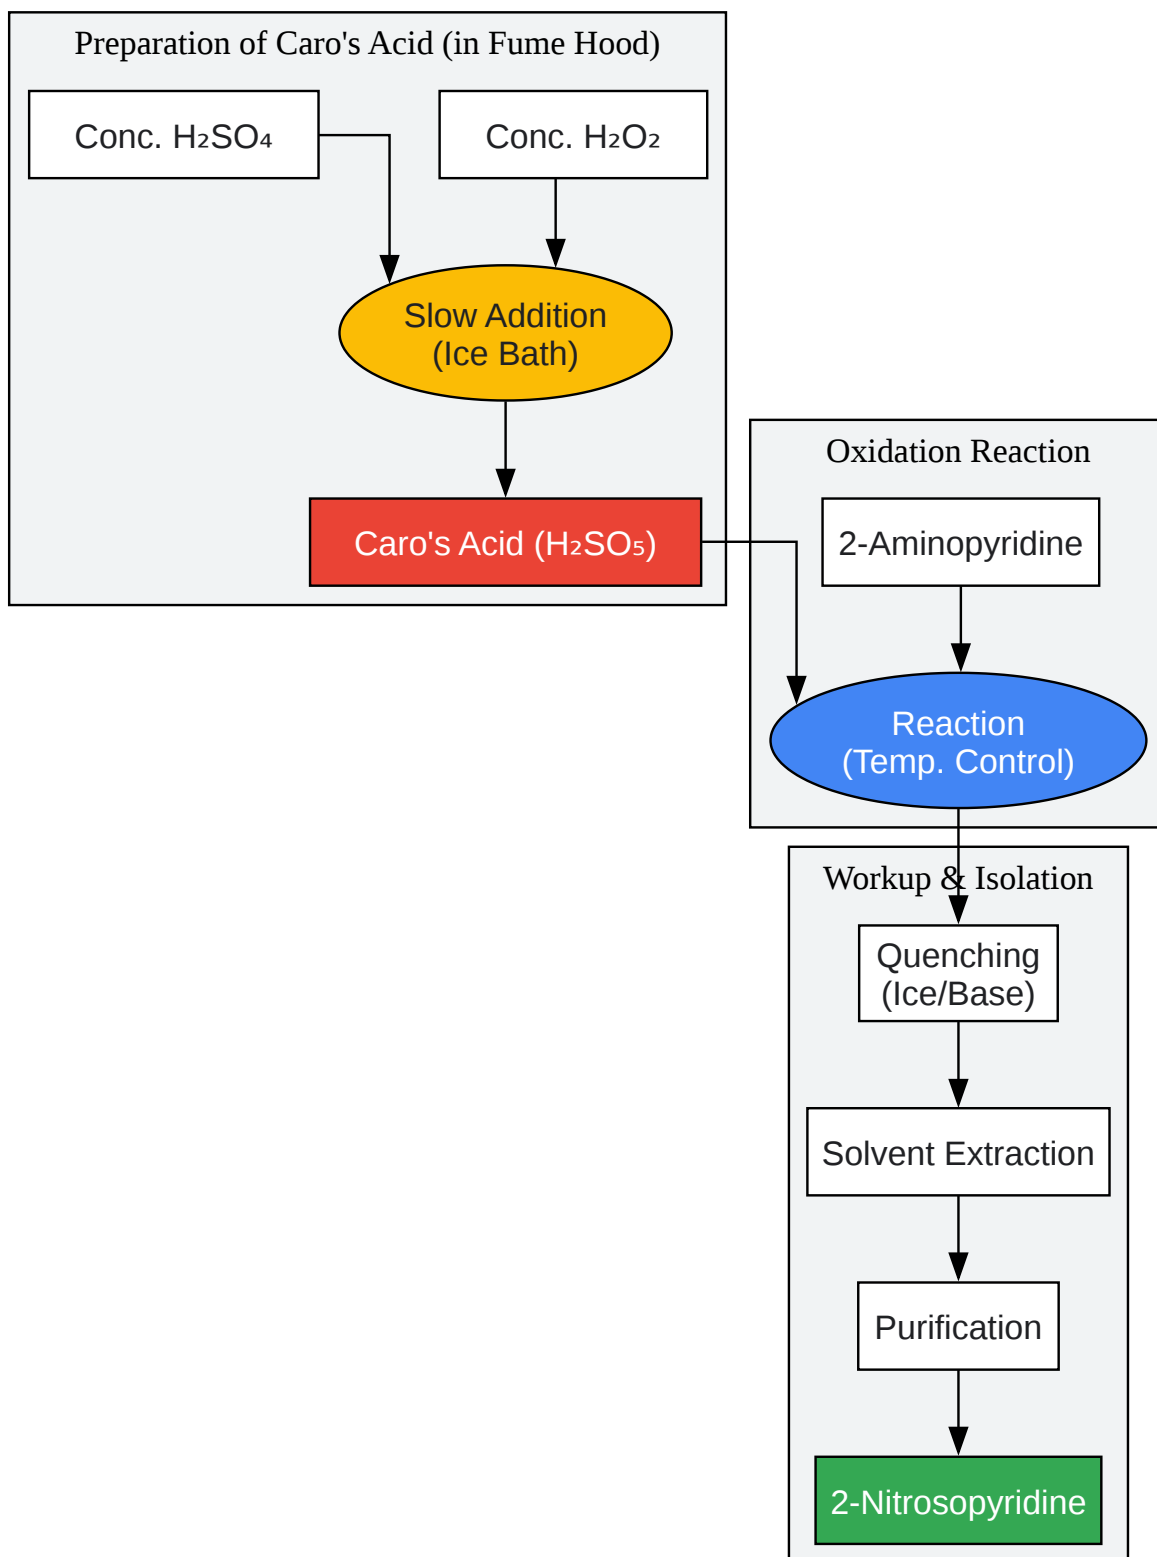 Preparation of Caro's Acid (in Fume Hood)
Conc. H₂SO₄
Conc. H₂O₂
Slow Addition
(Ice Bath)
Caro's Acid (H₂SO₅)
Oxidation Reaction
2-Aminopyridine
Reaction
(Temp. Control)
Workup & Isolation
Quenching
(Ice/Base)
Solvent Extraction
Purification
2-Nitrosopyridine